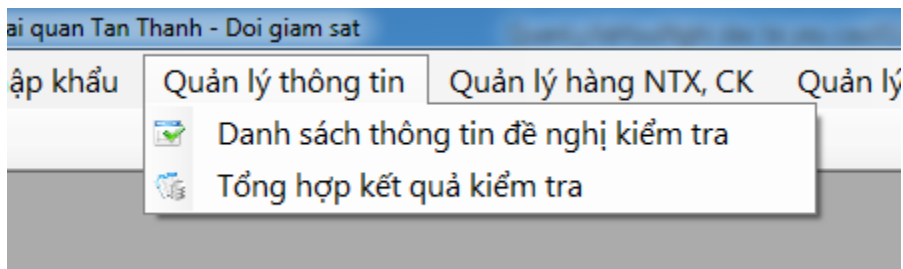 ai quan Tan Thanh - Doi giam sat
ập khẩu Quản lý thông tin Quản lý hàng NTX, CK Quản lý
Danh sách thông tin đề nghị kiểm tra
Tổng hợp kết quả kiểm tra